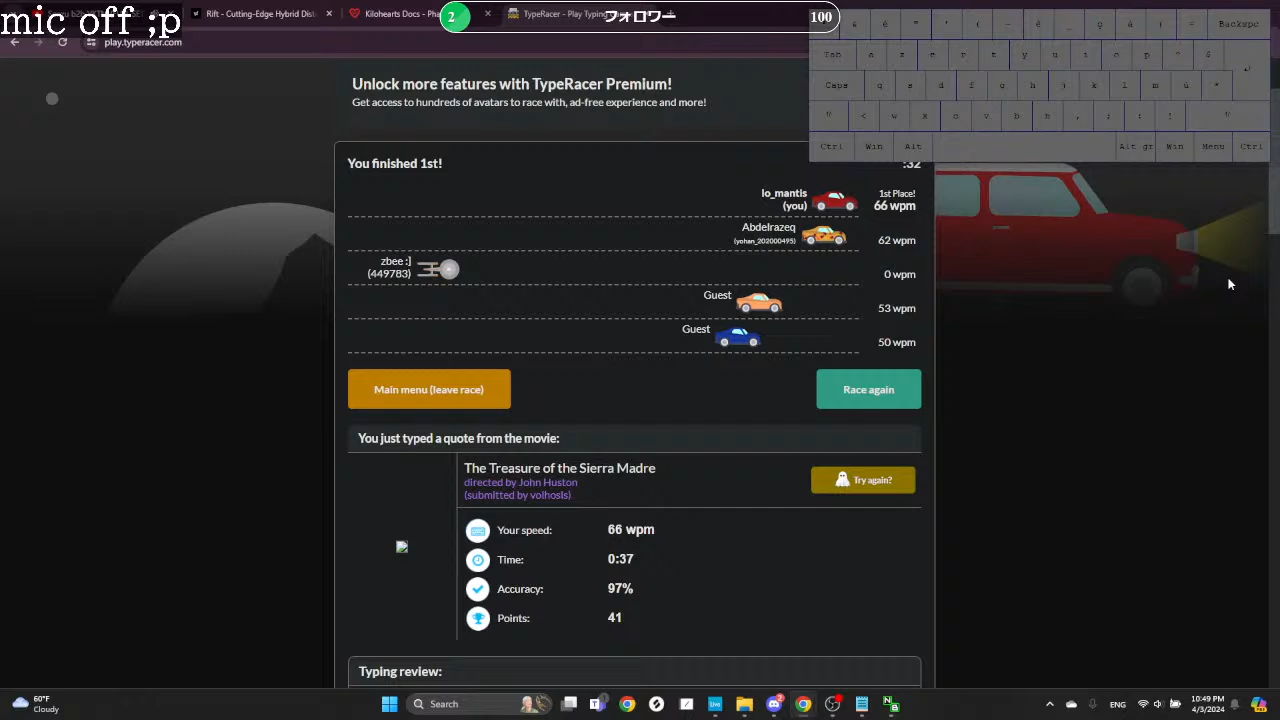 mic off ;p
Rift - Cutting-Edge Hybrid Dist
Kilohearts Docs - Ph
TypeRacer - Play Typing
2 フォロワー 100
play.typeracer.com
Backspc
Tab a z e r t y u i o p ^ $
Caps q s d f g h j k l m ù *
< w x c v b n , ; : !
Ctrl Win Alt Alt gr Win Menu Ctrl
Unlock more features with TypeRacer Premium!
Get access to hundreds of avatars to race with, ad-free experience and more!
You finished 1st! :32
lo_mantis
(you)
1st Place!
66 wpm
Abdelrazeq
(yohan_202000495)
62 wpm
zbee :]
(449783)
0 wpm
Guest
53 wpm
Guest
50 wpm
Main menu (leave race)
Race again
You just typed a quote from the movie:
The Treasure of the Sierra Madre
directed by John Huston
(submitted by volhosis)
Try again?
Your speed: 66 wpm
Time: 0:37
Accuracy: 97%
Points: 41
Typing review:
60°F
Cloudy
Search
10:49 PM
4/3/2024